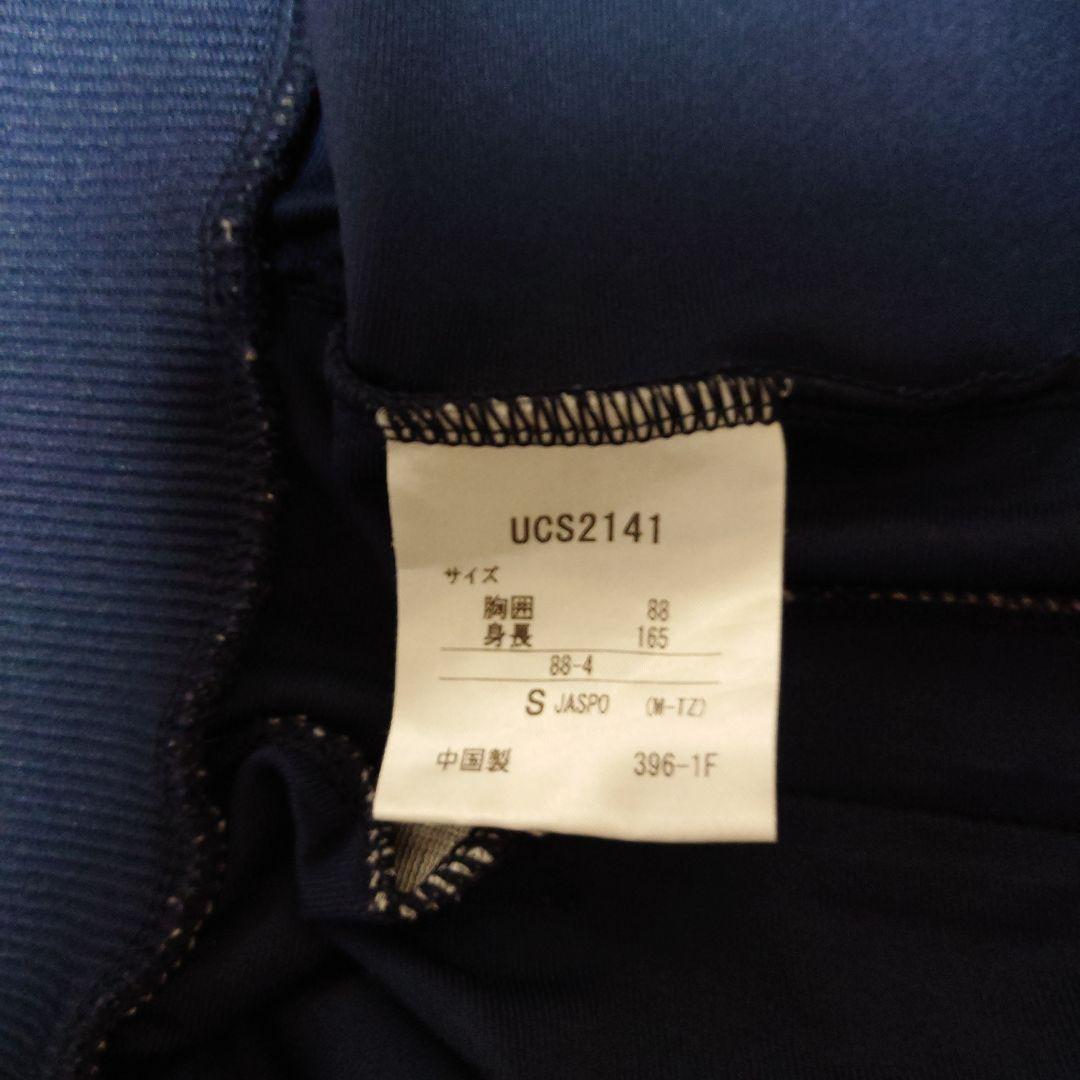 UCS2141
サイズ
胸囲 88
身長 165
88-4
S JASPO (M-TZ)
中国製 396-1F